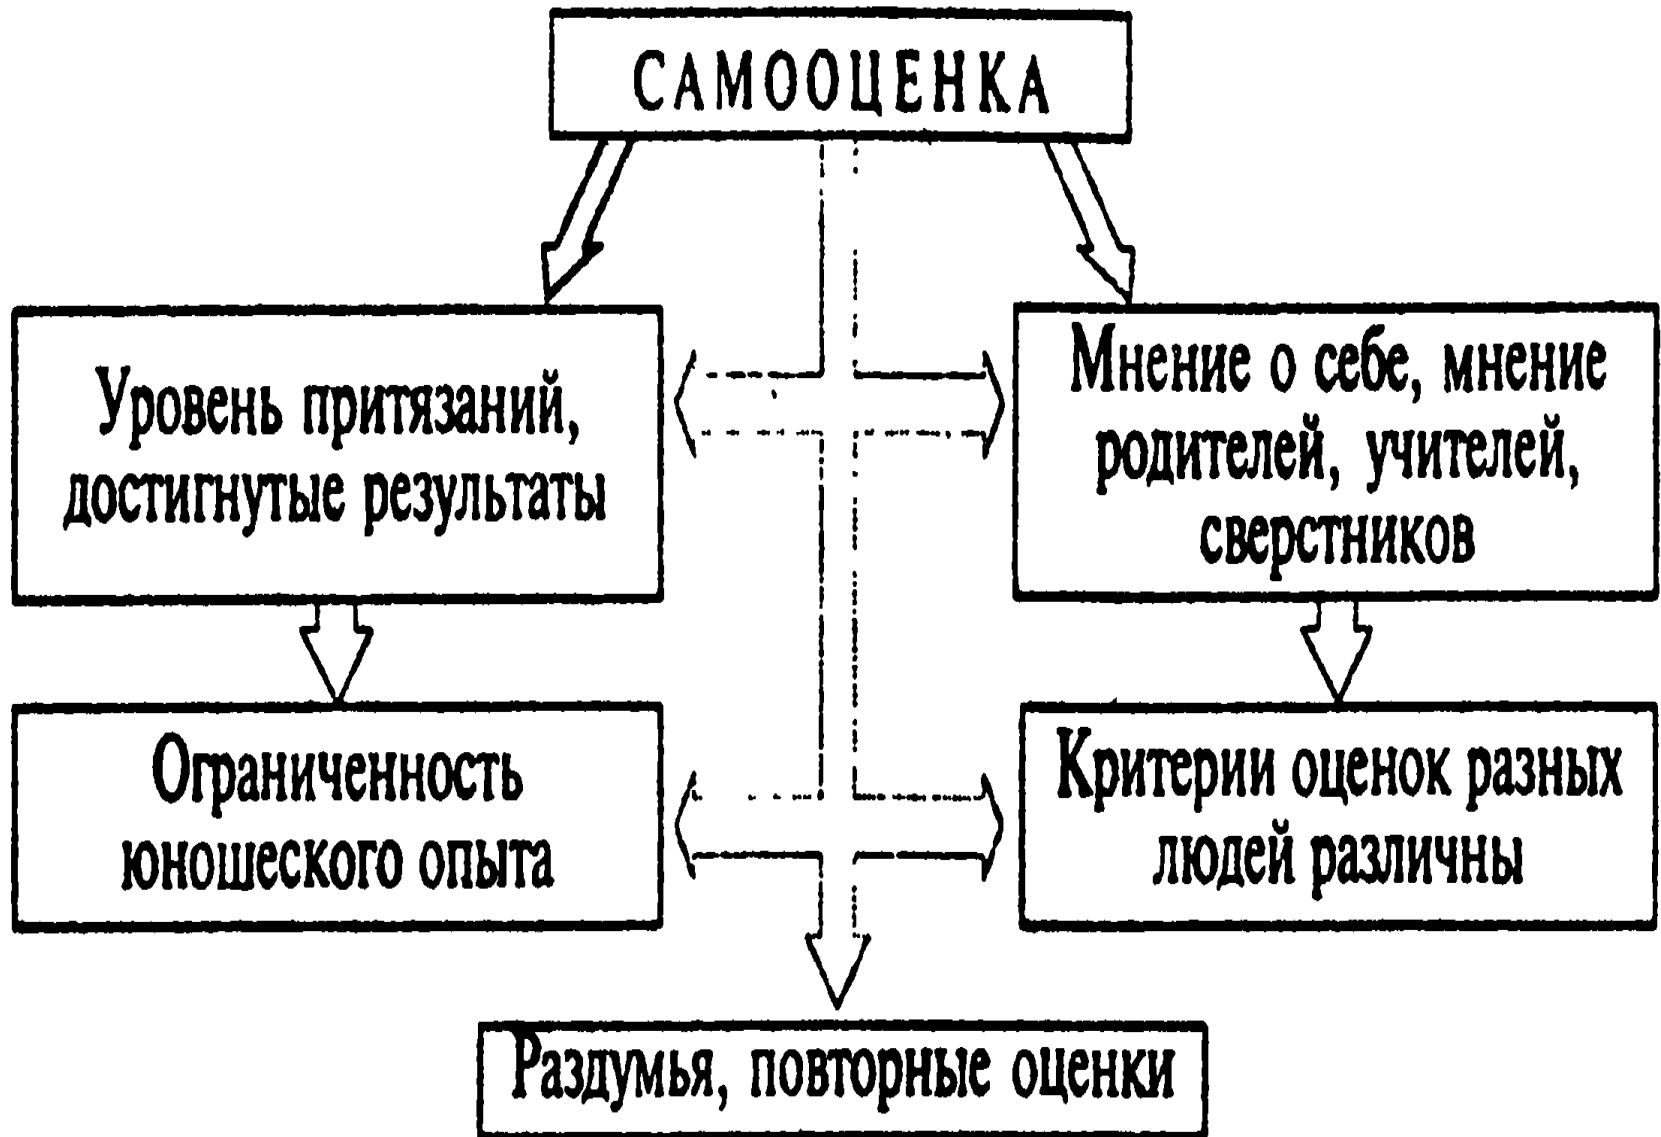 САМООЦЕНКА
Уровень притязаний,
достигнутые результаты
Мнение о себе, мнение
родителей, учителей,
сверстников
Ограниченность
юношеского опыта
Критерии оценок разных
людей различны
Раздумья, повторные оценки